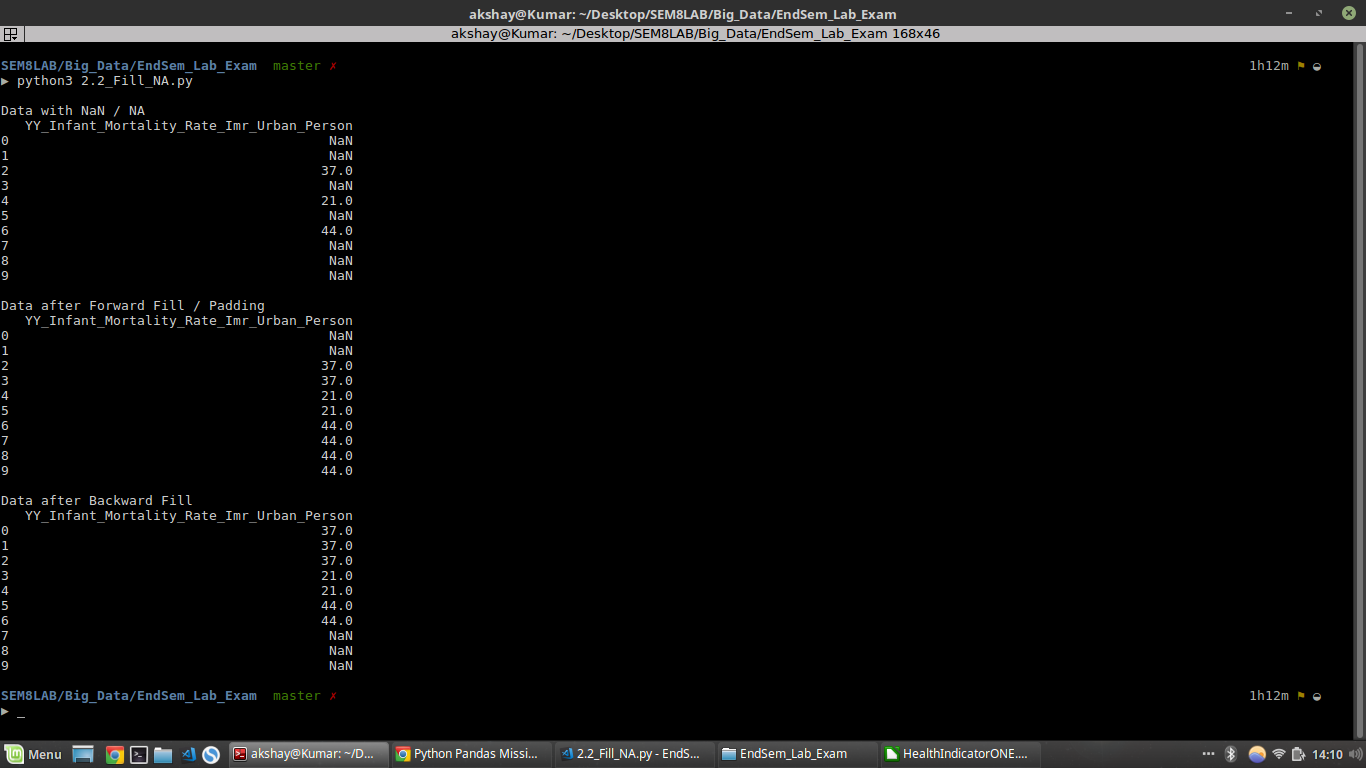 akshay@Kumar: ~/Desktop/SEM8LAB/Big_Data/EndSem_Lab_Exam
akshay@Kumar: ~/Desktop/SEM8LAB/Big_Data/EndSem_Lab_Exam 168x46
SEM8LAB/Big_Data/EndSem_Lab_Exam master ✗ 1h12m
▶ python3 2.2_Fill_NA.py
Data with NaN / NA
YY_Infant_Mortality_Rate_Imr_Urban_Person
0 NaN
1 NaN
2 37.0
3 NaN
4 21.0
5 NaN
6 44.0
7 NaN
8 NaN
9 NaN
Data after Forward Fill / Padding
YY_Infant_Mortality_Rate_Imr_Urban_Person
0 NaN
1 NaN
2 37.0
3 37.0
4 21.0
5 21.0
6 44.0
7 44.0
8 44.0
9 44.0
Data after Backward Fill
YY_Infant_Mortality_Rate_Imr_Urban_Person
0 37.0
1 37.0
2 37.0
3 21.0
4 21.0
5 44.0
6 44.0
7 NaN
8 NaN
9 NaN
SEM8LAB/Big_Data/EndSem_Lab_Exam master ✗ 1h12m
▶ _
Menu akshay@Kumar: ~/D... Python Pandas Missi... 2.2_Fill_NA.py - EndS... EndSem_Lab_Exam HealthIndicatorONE.... 14:10